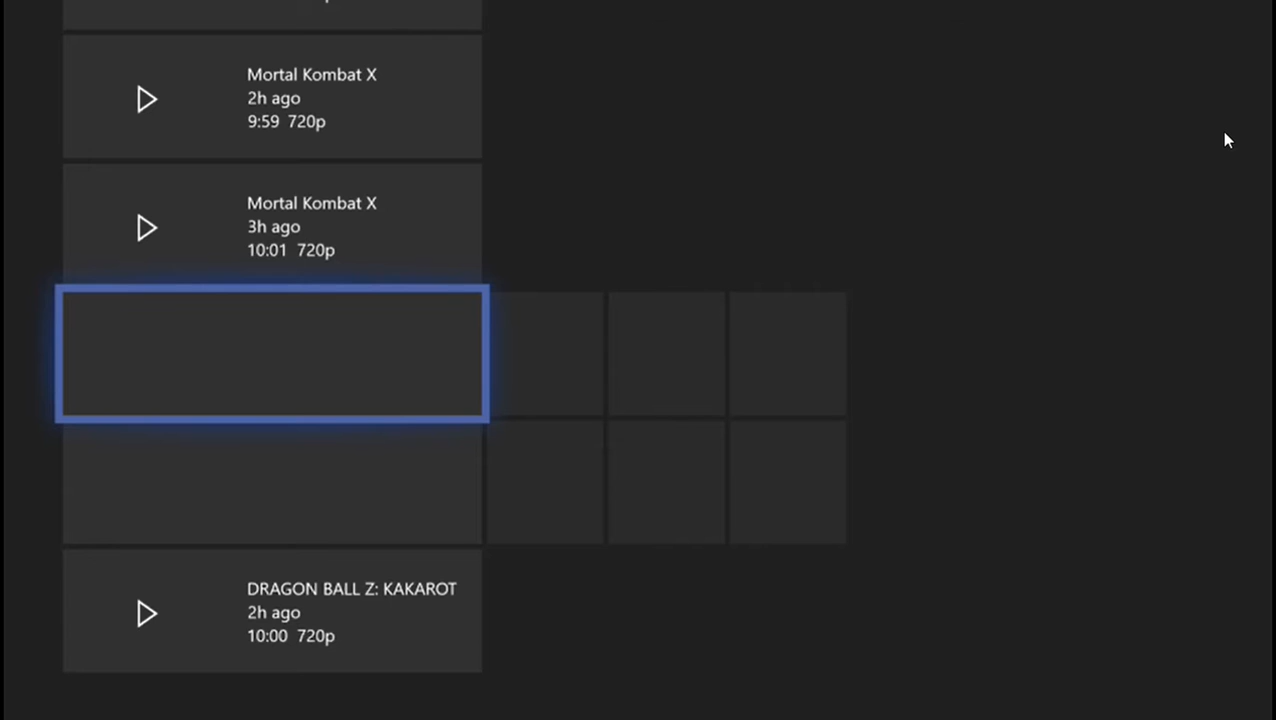 Mortal Kombat X
2h ago
9:59 720p
Mortal Kombat X
3h ago
10:01 720p
DRAGON BALL Z: KAKAROT
2h ago
10:00 720p